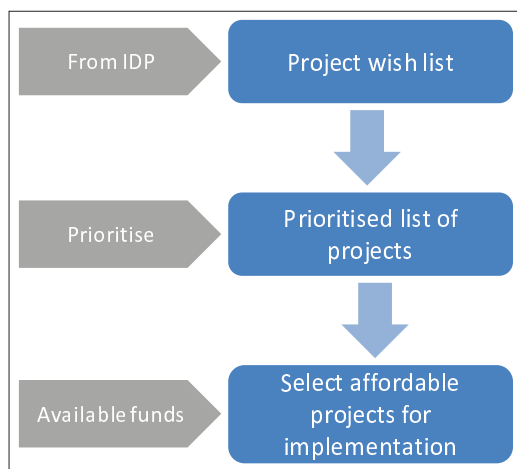 From IDP
Project wish list
Prioritise
Prioritised list of
projects
Available funds
Select affordable
projects for
implementation